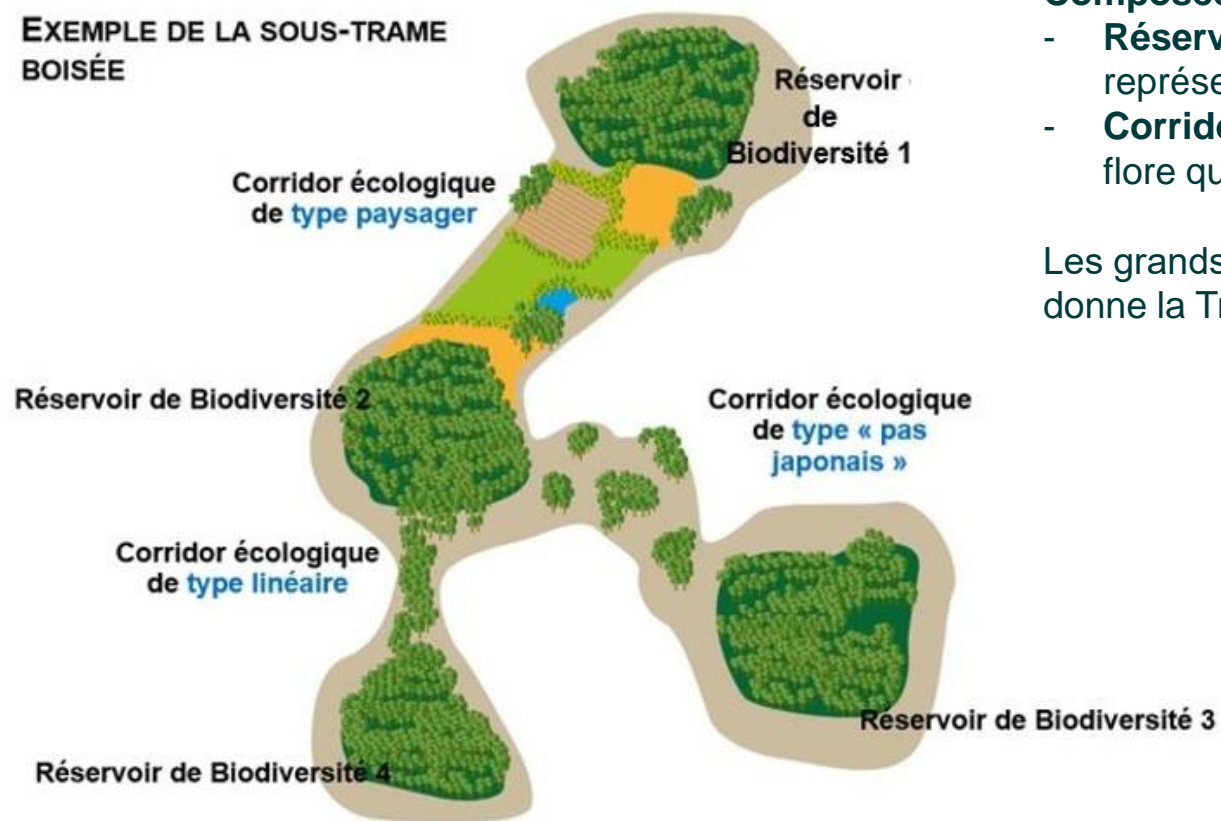 EXEMPLE DE LA SOUS-TRAME
BOISÉE
Réservoir
de
Biodiversité 1
Corridor écologique
de type paysager
Réservoir de Biodiversité 2
Corridor écologique
de type « pas
japonais »
Corridor écologique
de type linéaire
Réservoir de Biodiversité 3
Réservoir de Biodiversité 4
- Réserv
représe
- Corrido
flore qu
Les grands
donne la Tr